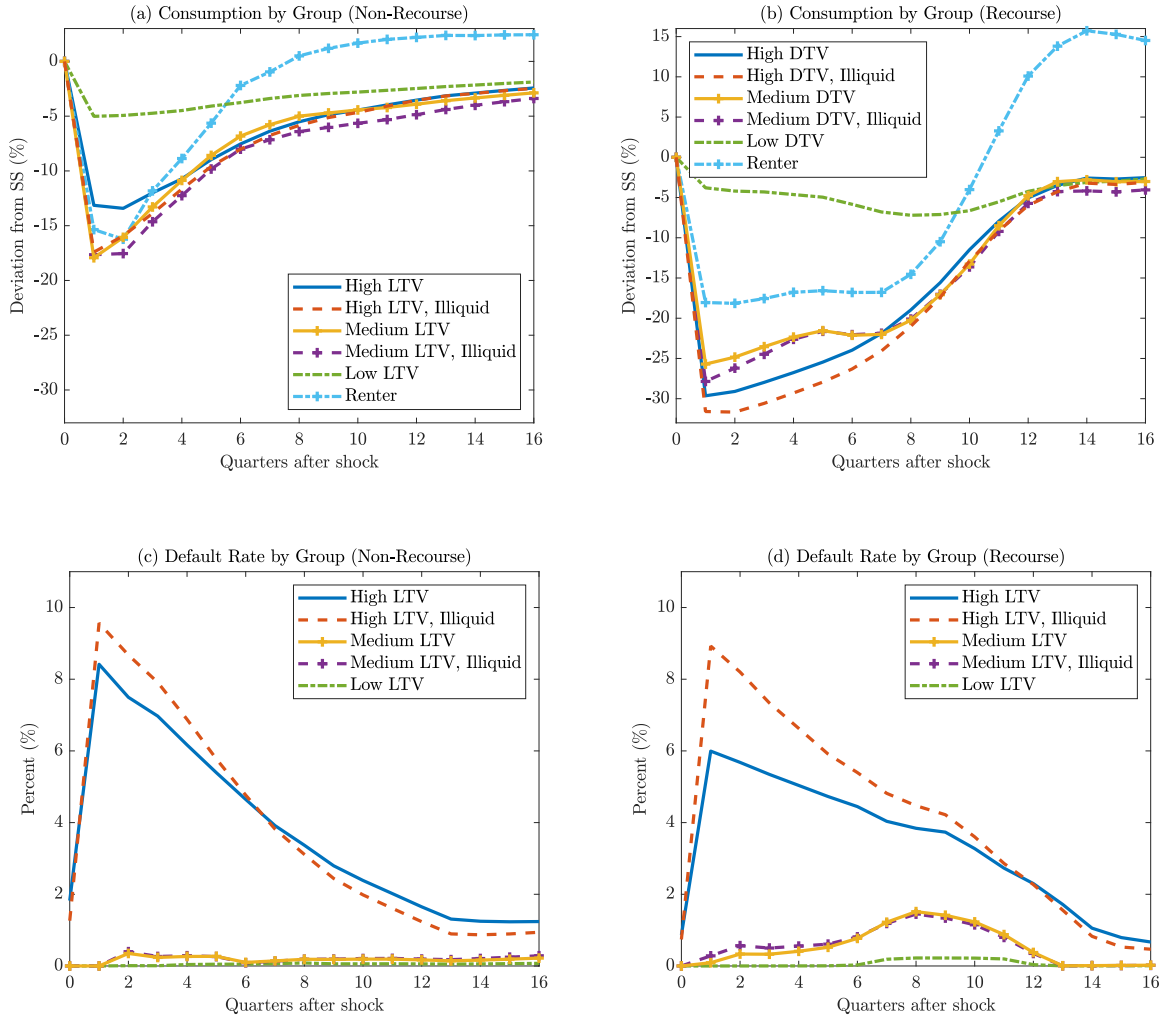 (a) Consumption by Group (Non-Recourse)
Deviation from SS (%)
0
-5
-10
-15
-20
-25
-30
High LTV
High LTV, Illiquid
Medium LTV
Medium LTV, Illiquid
Low LTV
Renter
0 2 4 6 8 10 12 14 16
Quarters after shock
(b) Consumption by Group (Recourse)
Deviation from SS (%)
15
10
5
0
-5
-10
-15
-20
-25
-30
High DTV
High DTV, Illiquid
Medium DTV
Medium DTV, Illiquid
Low DTV
Renter
0 2 4 6 8 10 12 14 16
Quarters after shock
(c) Default Rate by Group (Non-Recourse)
Percent (%)
10
8
6
4
2
0
High LTV
High LTV, Illiquid
Medium LTV
Medium LTV, Illiquid
Low LTV
0 2 4 6 8 10 12 14 16
Quarters after shock
(d) Default Rate by Group (Recourse)
Percent (%)
10
8
6
4
2
0
High LTV
High LTV, Illiquid
Medium LTV
Medium LTV, Illiquid
Low LTV
0 2 4 6 8 10 12 14 16
Quarters after shock